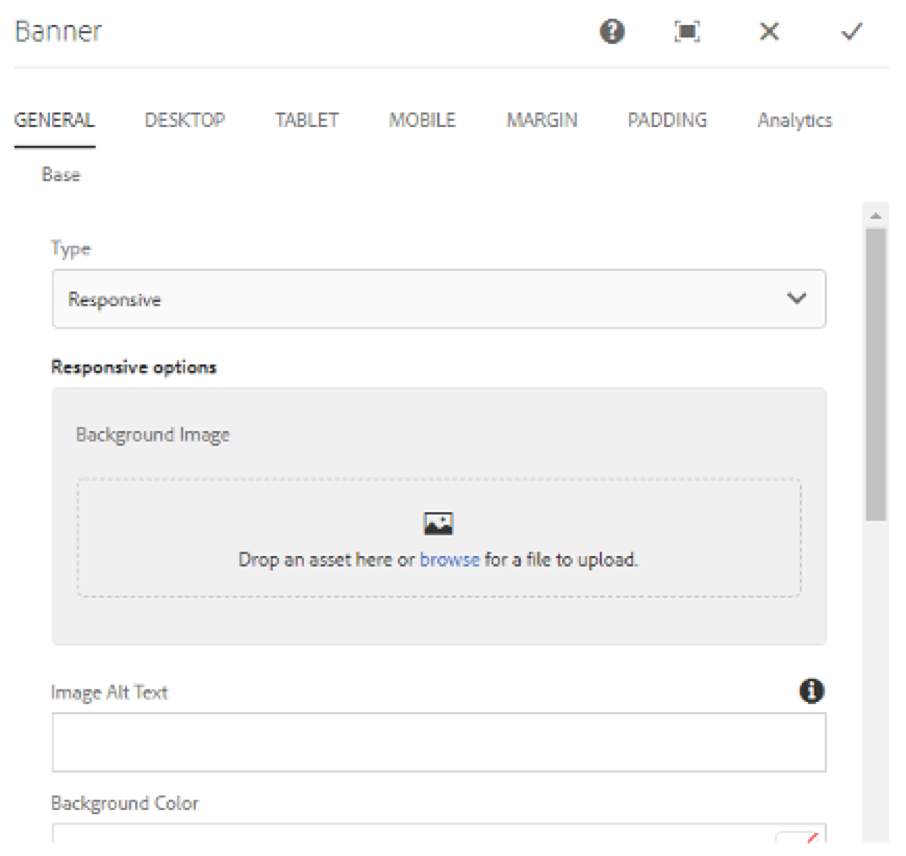 Banner
GENERAL DESKTOP TABLET MOBILE MARGIN PADDING Analytics
Base
Type
Responsive
Responsive options
Background Image
Drop an asset here or browse for a file to upload.
Image Alt Text
Background Color